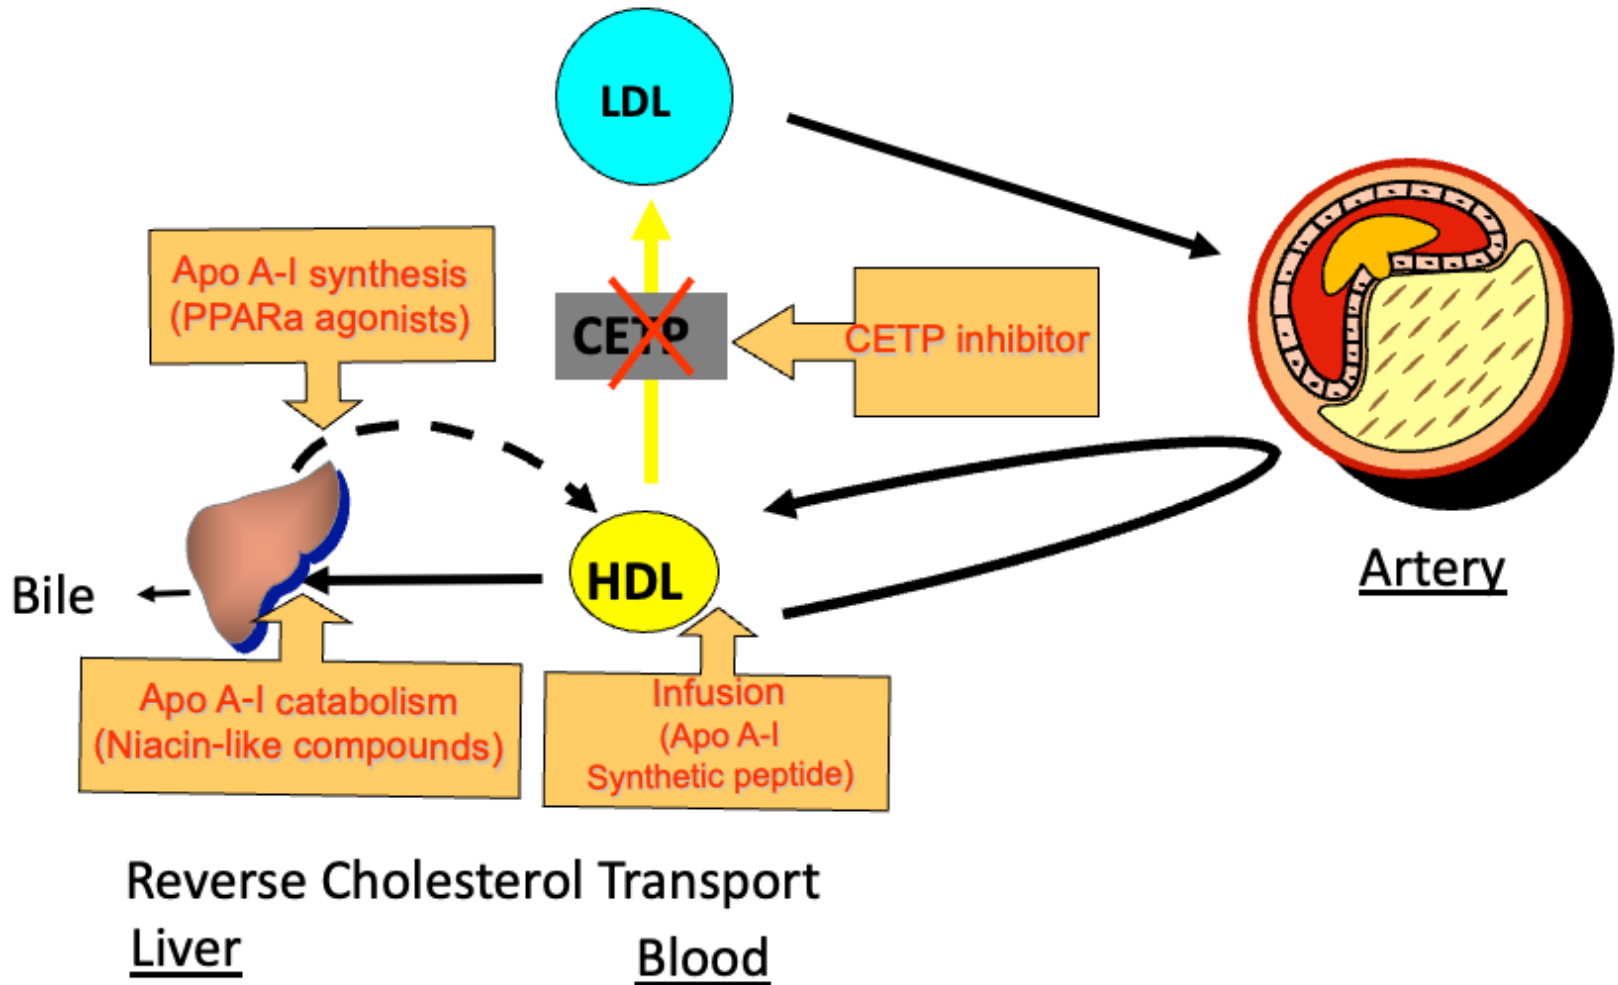 LDL
Apo A-I synthesis
(PPARa agonists)
CETP
CETP inhibitor
HDL
Artery
Bile
Apo A-I catabolism
(Niacin-like compounds)
Infusion
(Apo A-I
Synthetic peptide)
Reverse Cholesterol Transport
Liver
Blood